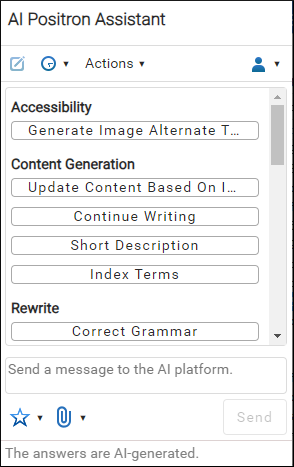 AI Positron Assistant
Actions
Accessibility
Generate Image Alternate T...
Content Generation
Update Content Based On I...
Continue Writing
Short Description
Index Terms
Rewrite
Correct Grammar
Send a message to the AI platform.
Send
The answers are AI-generated.